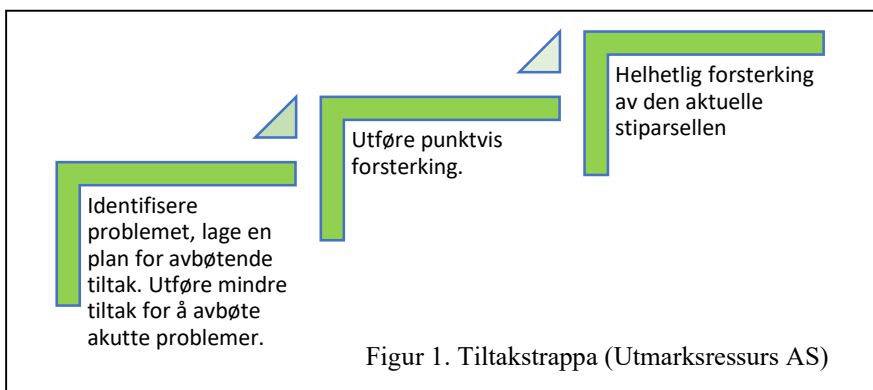 Identifisere
problemet, lage en
plan for avbøtende
tiltak. Utføre mindre
tiltak for å avbøte
akutte problemer.
Utføre punktvis
forsterking.
Helhetlig forsterking
av den aktuelle
stiparsellen
Figur 1. Tiltakstrappa (Utmarksressurs AS)